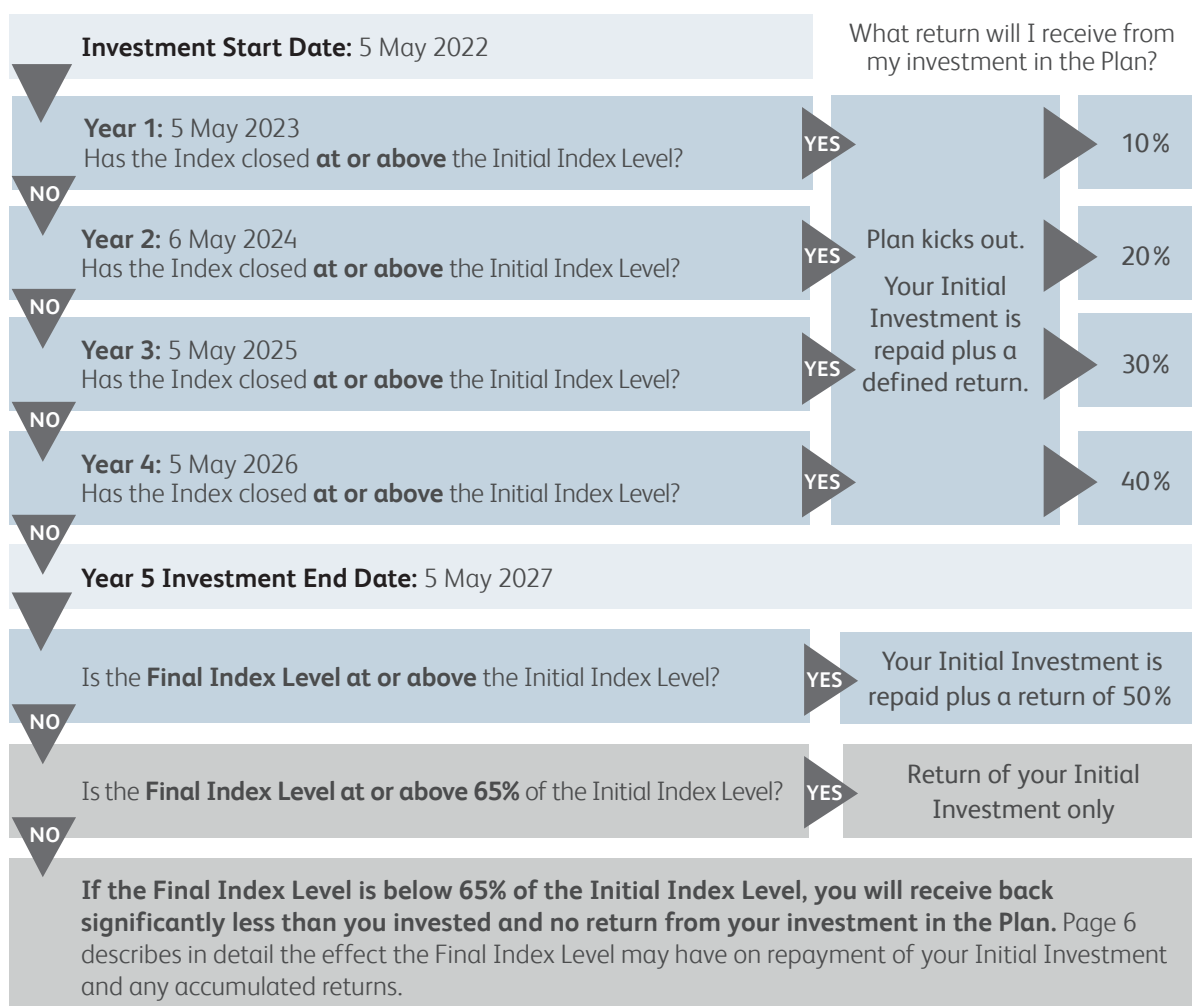 Investment Start Date: 5 May 2022
What return will I receive from
my investment in the Plan?
Year 1: 5 May 2023
Has the Index closed at or above the Initial Index Level?
YES
10%
NO
Year 2: 6 May 2024
Has the Index closed at or above the Initial Index Level?
YES
20%
NO
Year 3: 5 May 2025
Has the Index closed at or above the Initial Index Level?
YES
30%
NO
Year 4: 5 May 2026
Has the Index closed at or above the Initial Index Level?
YES
40%
Plan kicks out.
Your Initial
Investment is
repaid plus a
defined return.
NO
Year 5 Investment End Date: 5 May 2027
Is the Final Index Level at or above the Initial Index Level?
YES
Your Initial Investment is
repaid plus a return of 50%
NO
Is the Final Index Level at or above 65% of the Initial Index Level?
YES
Return of your Initial
Investment only
NO
If the Final Index Level is below 65% of the Initial Index Level, you will receive back
significantly less than you invested and no return from your investment in the Plan. Page 6
describes in detail the effect the Final Index Level may have on repayment of your Initial Investment
and any accumulated returns.